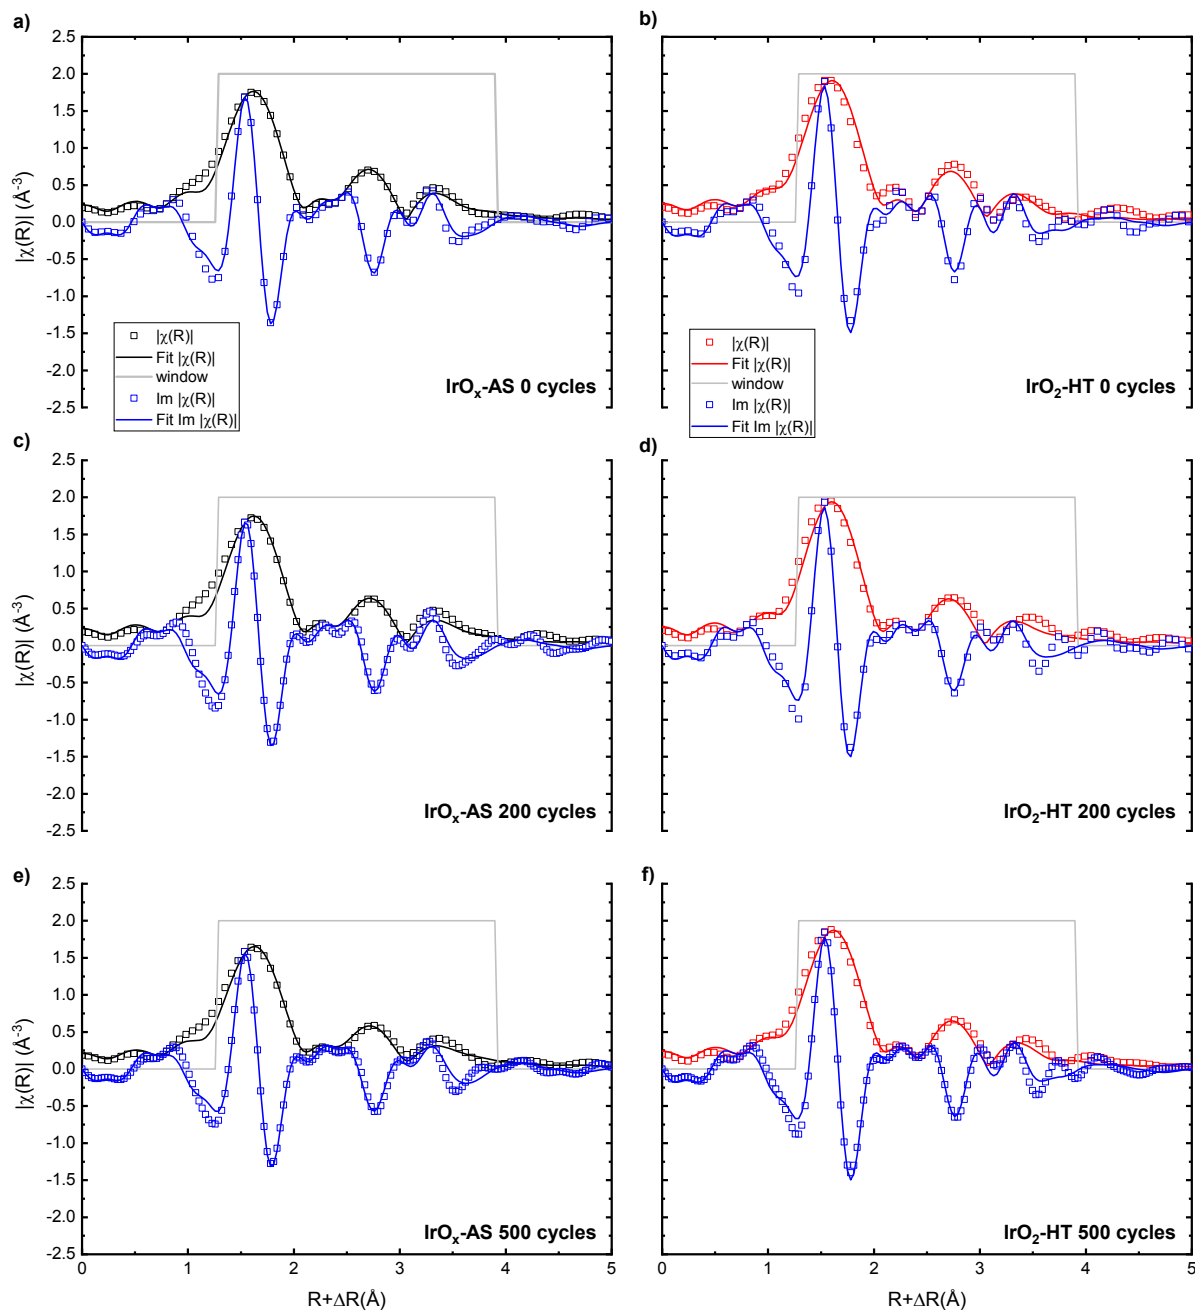 a)
2.5
2.0
1.5
1.0
0.5
0.0
-0.5
-1.0
-1.5
-2.0
-2.5
|χ(R)| (Å⁻³)
|χ(R)|
Fit |χ(R)|
window
Im |χ(R)|
Fit Im |χ(R)|
IrOₓ-AS 0 cycles
b)
|χ(R)|
Fit |χ(R)|
window
Im |χ(R)|
Fit Im |χ(R)|
IrO₂-HT 0 cycles
c)
2.5
2.0
1.5
1.0
0.5
0.0
-0.5
-1.0
-1.5
-2.0
-2.5
|χ(R)| (Å⁻³)
IrOₓ-AS 200 cycles
d)
IrO₂-HT 200 cycles
e)
2.5
2.0
1.5
1.0
0.5
0.0
-0.5
-1.0
-1.5
-2.0
-2.5
|χ(R)| (Å⁻³)
IrOₓ-AS 500 cycles
0 1 2 3 4 5
R+ΔR(Å)
f)
IrO₂-HT 500 cycles
0 1 2 3 4 5
R+ΔR(Å)